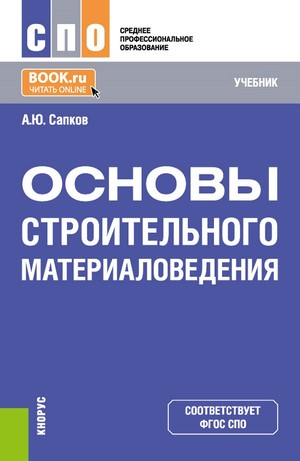 СПО
СРЕДНЕЕ
ПРОФЕССИОНАЛЬНОЕ
ОБРАЗОВАНИЕ
BOOK.ru
ЧИТАТЬ ONLINE
УЧЕБНИК
А.Ю. Сапков
ОСНОВЫ
СТРОИТЕЛЬНОГО
МАТЕРИАЛОВЕДЕНИЯ
КНОРУС
СООТВЕТСТВУЕТ
ФГОС СПО